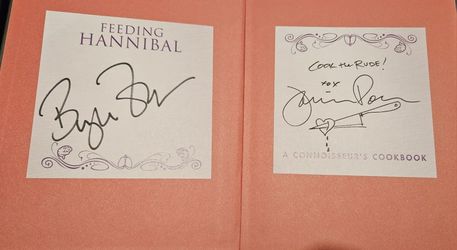 FEEDING
HANNIBAL
COOK the RUDE!
xox
A CONNOISSEUR'S COOKBOOK